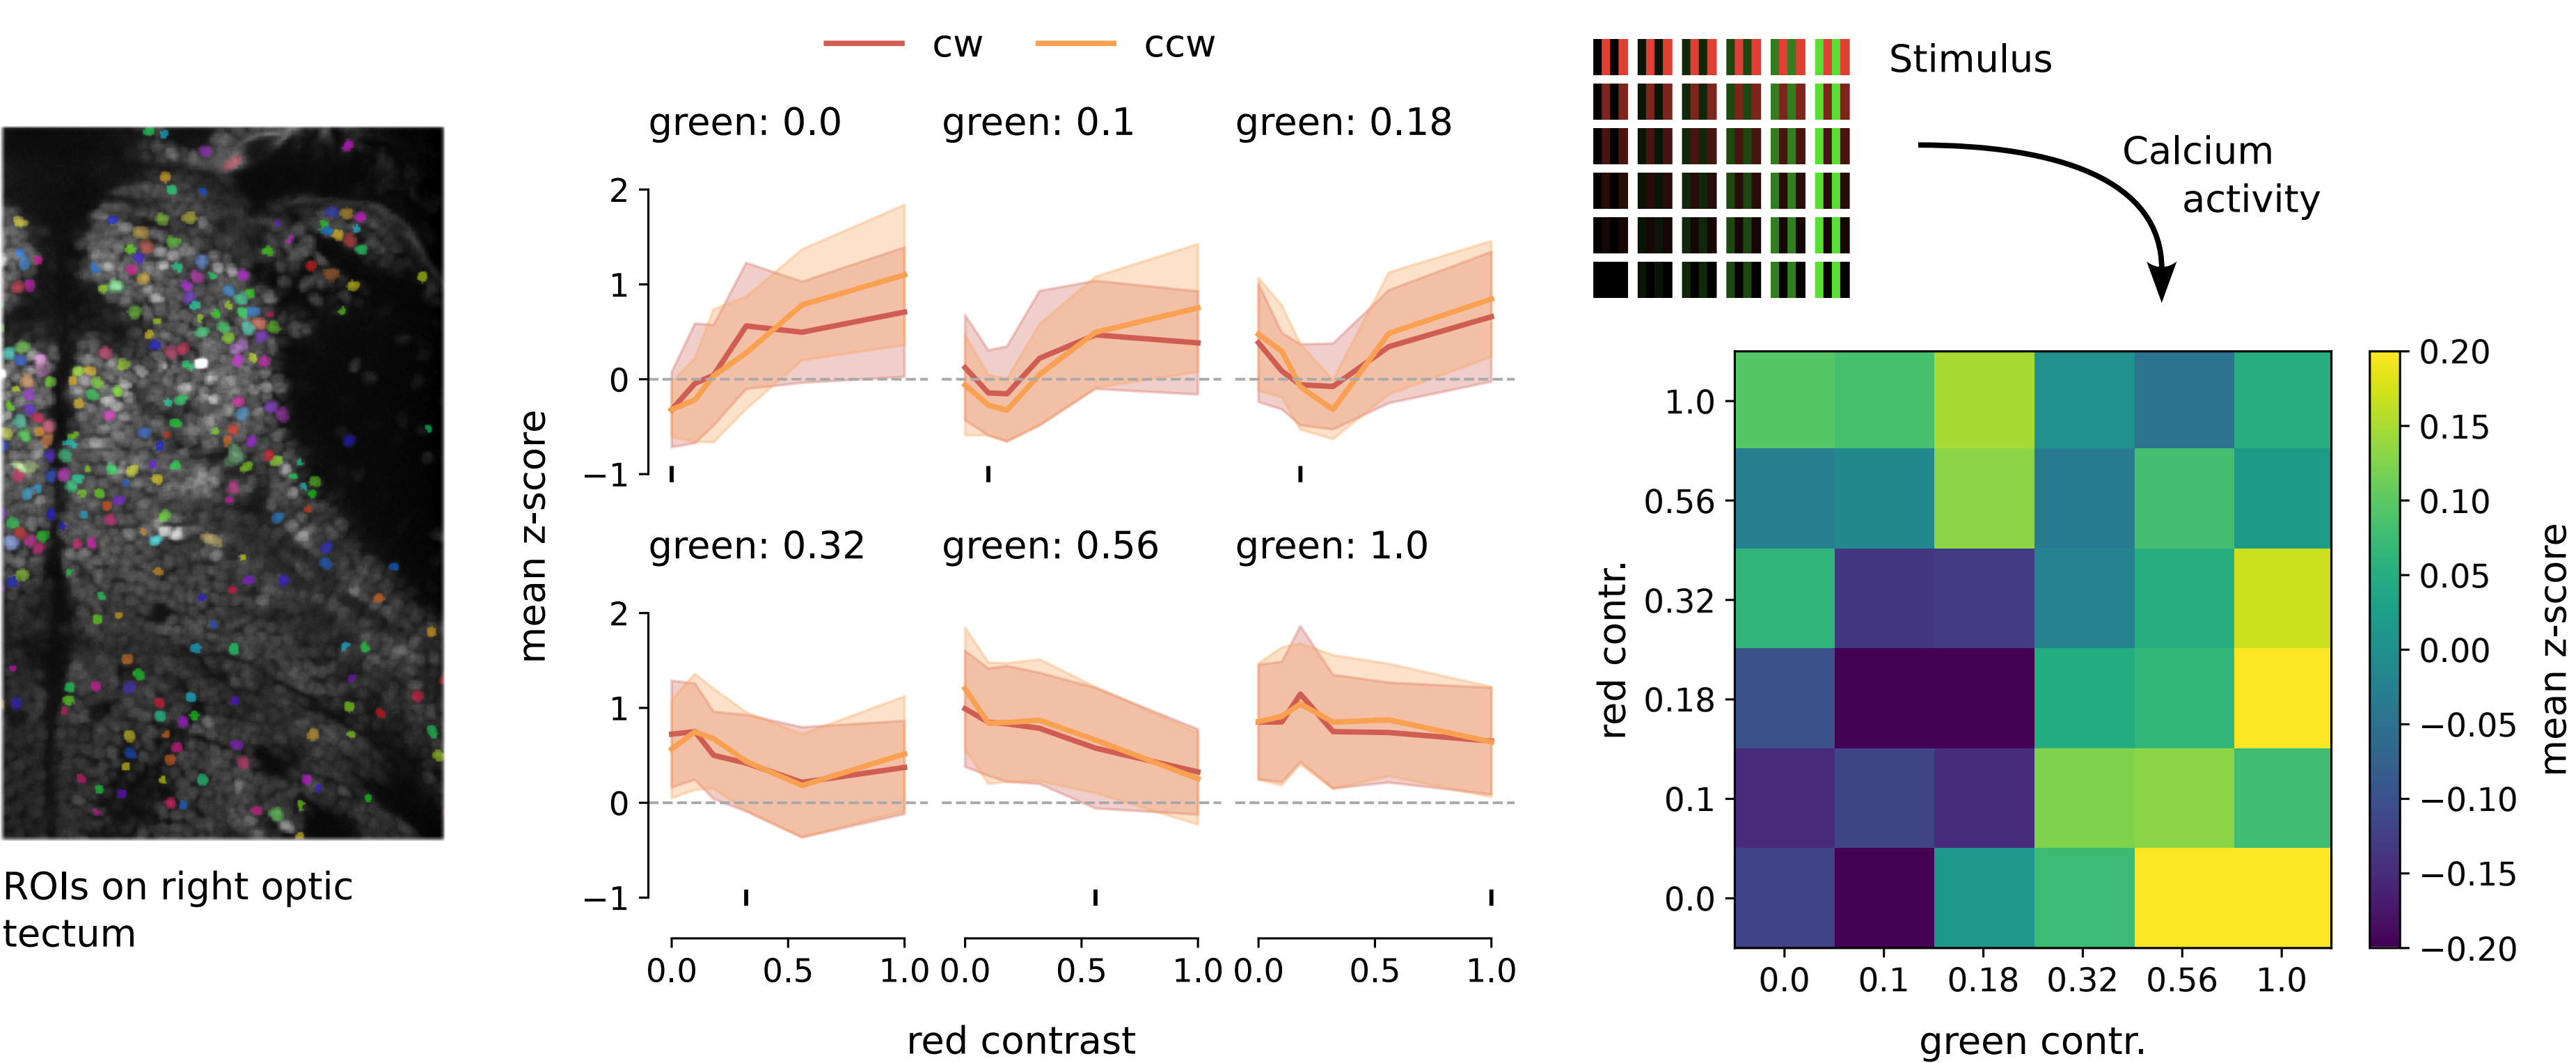 cw ccw
green: 0.0 green: 0.1 green: 0.18
2
1
0
−1
mean z-score
green: 0.32 green: 0.56 green: 1.0
2
1
0
−1
0.0 0.5 1.0 0.0 0.5 1.0 0.0 0.5 1.0
red contrast
ROIs on right optic
tectum
Stimulus
Calcium
activity
red contr.
1.0
0.56
0.32
0.18
0.1
0.0
0.0 0.1 0.18 0.32 0.56 1.0
green contr.
0.20
0.15
0.10
0.05
0.00
−0.05
−0.10
−0.15
−0.20
mean z-score